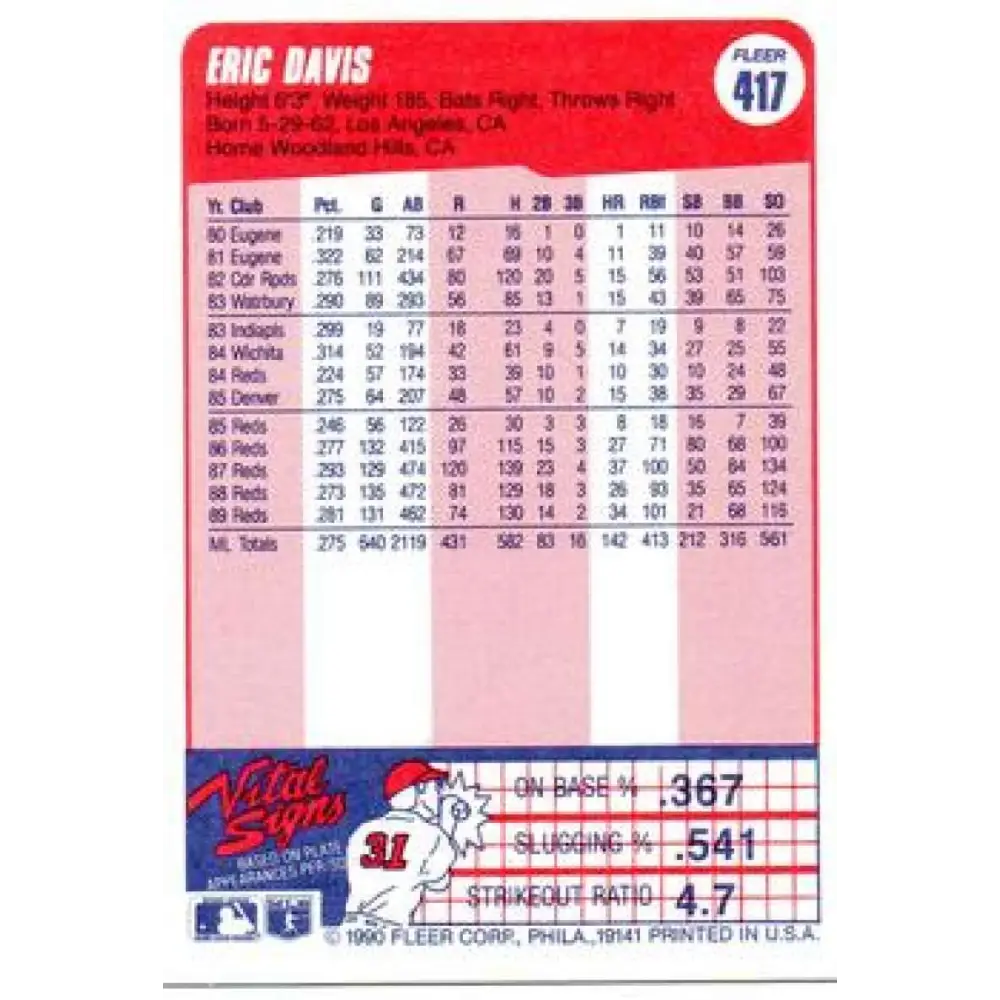 ERIC DAVIS
FLEER
417
Height 6'3", Weight 185, Bats Right, Throws Right
Born 5-29-62, Los Angeles, CA
Home Woodland Hills, CA
Yr. Club Pct. G AB R H 2B 3B HR RBI SB BB SO
80 Eugene .219 33 73 12 16 1 0 1 11 10 14 26
81 Eugene .322 62 214 67 69 10 4 11 39 40 57 59
82 Cdr Rpds .276 111 434 80 120 20 5 15 56 53 51 103
83 Watrbury .290 89 293 56 85 13 1 15 43 39 65 75
83 Indiapls .299 19 77 18 23 4 0 7 19 9 8 22
84 Wichita .314 52 194 42 61 9 5 14 34 27 25 55
84 Reds .224 57 174 33 39 10 1 10 30 10 24 48
85 Denver .275 64 207 48 57 10 2 15 38 35 29 67
85 Reds .246 56 122 26 30 3 3 8 18 16 7 39
86 Reds .277 132 415 97 115 15 3 27 71 80 68 100
87 Reds .293 129 474 120 139 23 4 37 100 50 84 134
88 Reds .273 135 472 81 129 18 3 26 93 35 65 124
89 Reds .281 131 462 74 130 14 2 34 101 21 68 116
ML Totals .275 640 2119 431 582 83 16 142 413 212 316 561
Vital
Signs
BASED ON PLATE
APPEARANCES PER SO
31
ON BASE % .367
SLUGGING % .541
STRIKEOUT RATIO 4.7
© 1990 FLEER CORP., PHILA., 19141 PRINTED IN U.S.A.